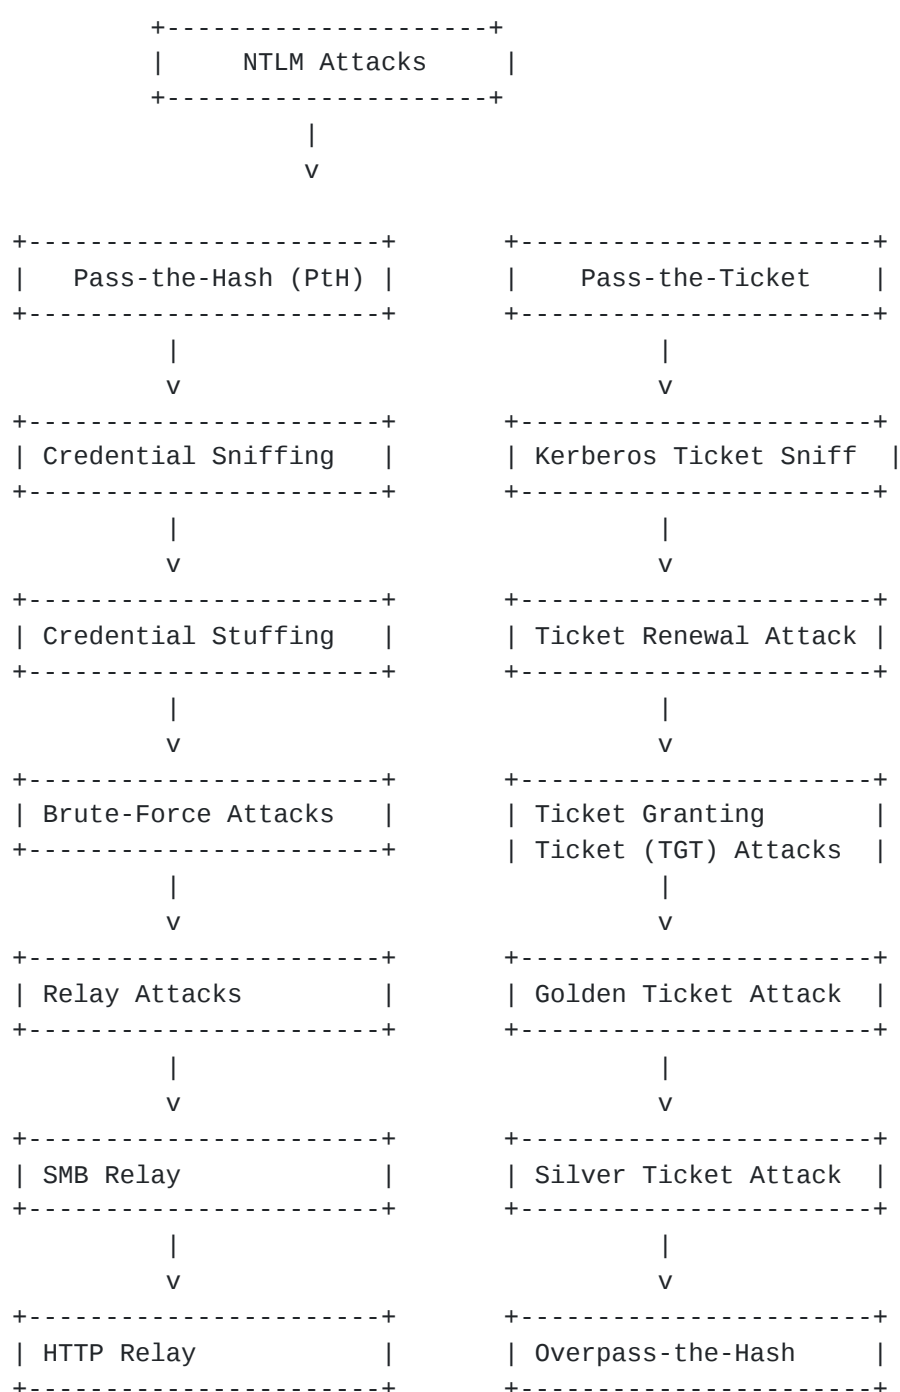 +---------------------+
|     NTLM Attacks     |
+---------------------+
|
v
+-----------------------+       +-----------------------+
|   Pass-the-Hash (PtH) |       |    Pass-the-Ticket    |
+-----------------------+       +-----------------------+
|                               |
v                               v
+-----------------------+       +-----------------------+
| Credential Sniffing   |       | Kerberos Ticket Sniff  |
+-----------------------+       +-----------------------+
|                               |
v                               v
+-----------------------+       +-----------------------+
| Credential Stuffing   |       | Ticket Renewal Attack |
+-----------------------+       +-----------------------+
|                               |
v                               v
+-----------------------+       +-----------------------+
| Brute-Force Attacks   |       | Ticket Granting       |
+-----------------------+       | Ticket (TGT) Attacks  |
|                               |
v                               v
+-----------------------+       +-----------------------+
| Relay Attacks         |       | Golden Ticket Attack  |
+-----------------------+       +-----------------------+
|                               |
v                               v
+-----------------------+       +-----------------------+
| SMB Relay             |       | Silver Ticket Attack  |
+-----------------------+       +-----------------------+
|                               |
v                               v
+-----------------------+       +-----------------------+
| HTTP Relay            |       | Overpass-the-Hash     |
+-----------------------+       +-----------------------+